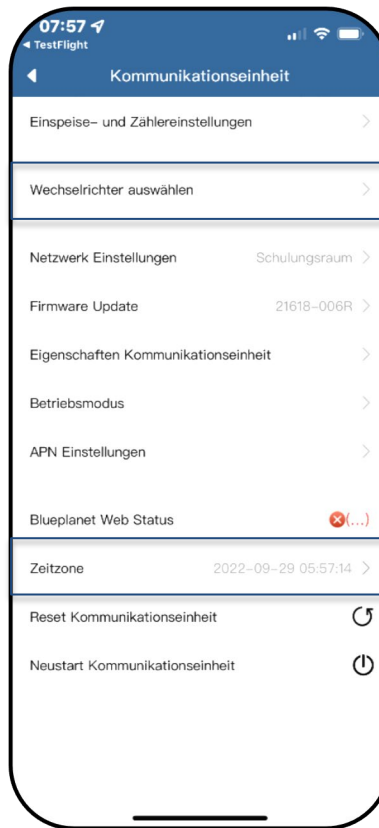 07:57
TestFlight
Kommunikationseinheit
Einspeise- und Zählereinstellungen
Wechselrichter auswählen
Netzwerk Einstellungen Schulungsraum
Firmware Update 21618-006R
Eigenschaften Kommunikationseinheit
Betriebsmodus
APN Einstellungen
Blueplanet Web Status (...)
Zeitzone 2022-09-29 05:57:14
Reset Kommunikationseinheit
Neustart Kommunikationseinheit